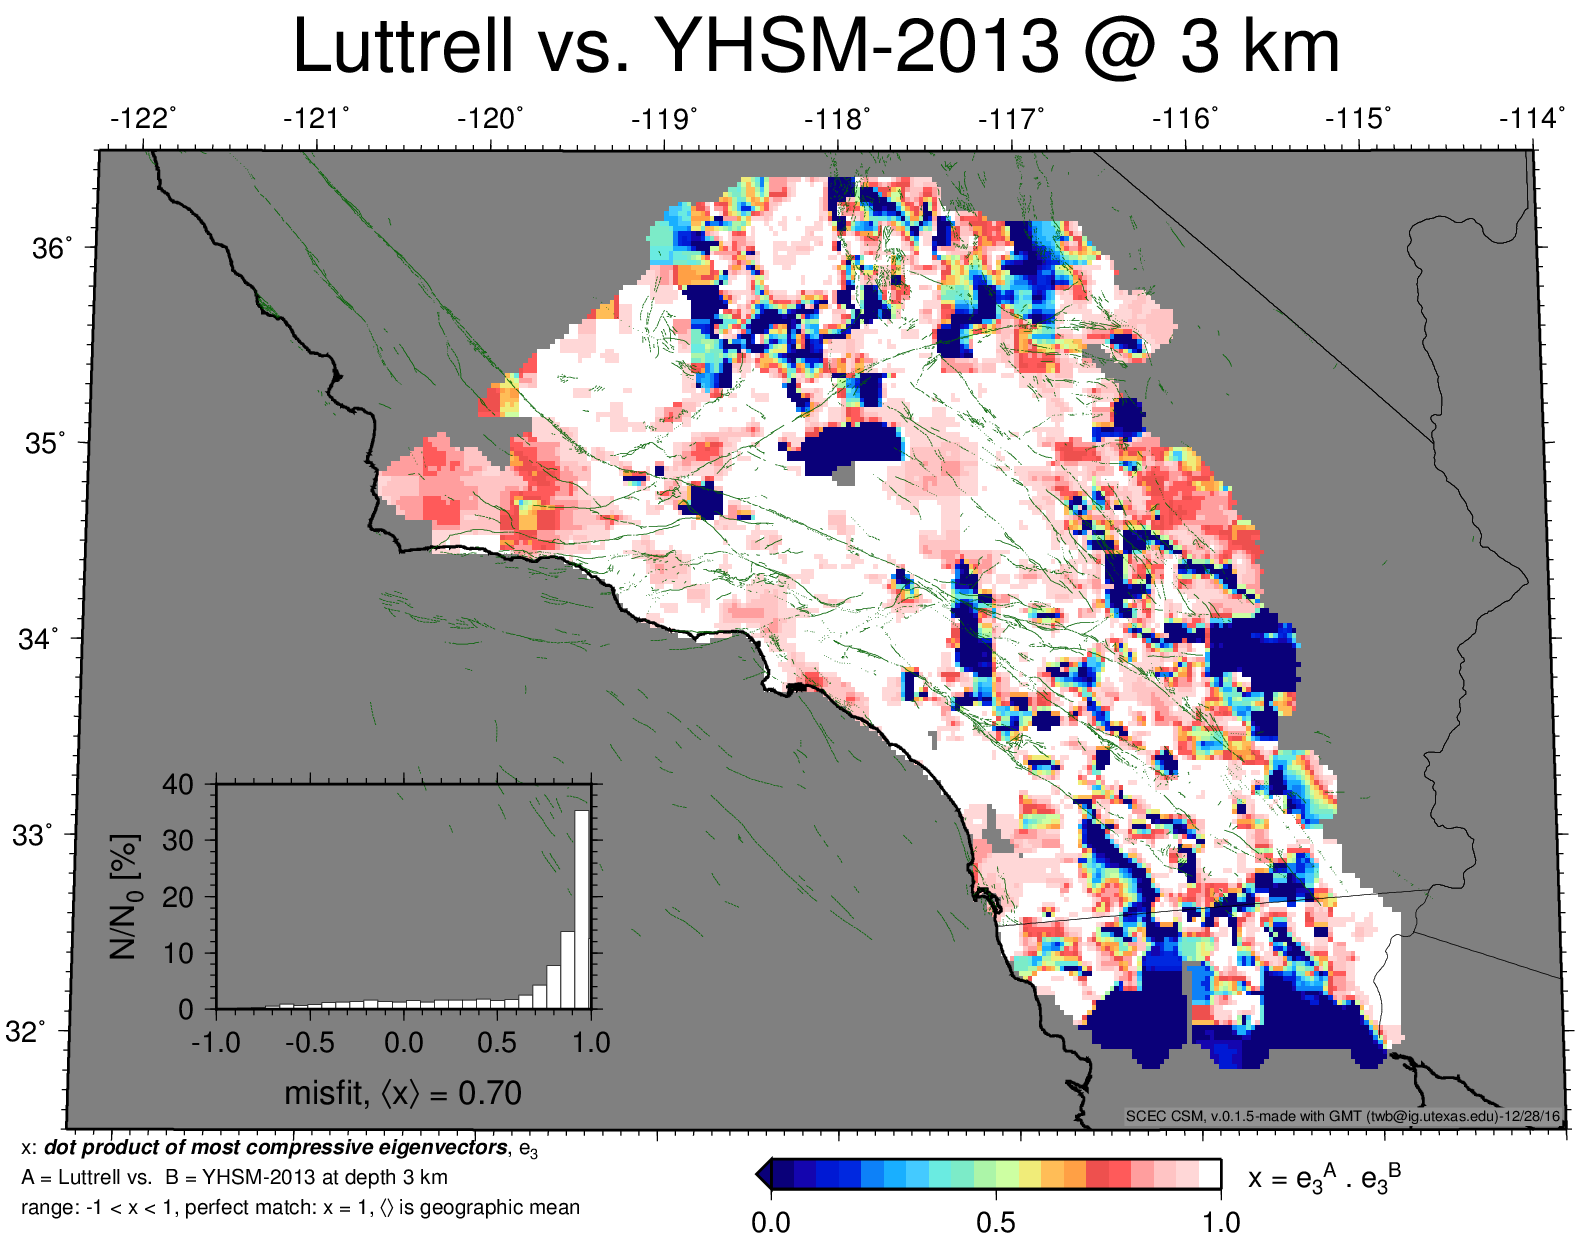 Luttrell vs. YHSM-2013 @ 3 km
-122° -121° -120° -119° -118° -117° -116° -115° -114°
36°
35°
34°
33°
32°
40
30
20
10
0
N/N0 [%]
-1.0 -0.5 0.0 0.5 1.0
misfit, ⟨x⟩ = 0.70
SCEC CSM, v.0.1.5-made with GMT (twb@ig.utexas.edu)-12/28/16
x: dot product of most compressive eigenvectors, e3
A = Luttrell vs. B = YHSM-2013 at depth 3 km
range: -1 < x < 1, perfect match: x = 1, ⟨⟩ is geographic mean
x = e3A . e3B
0.0 0.5 1.0